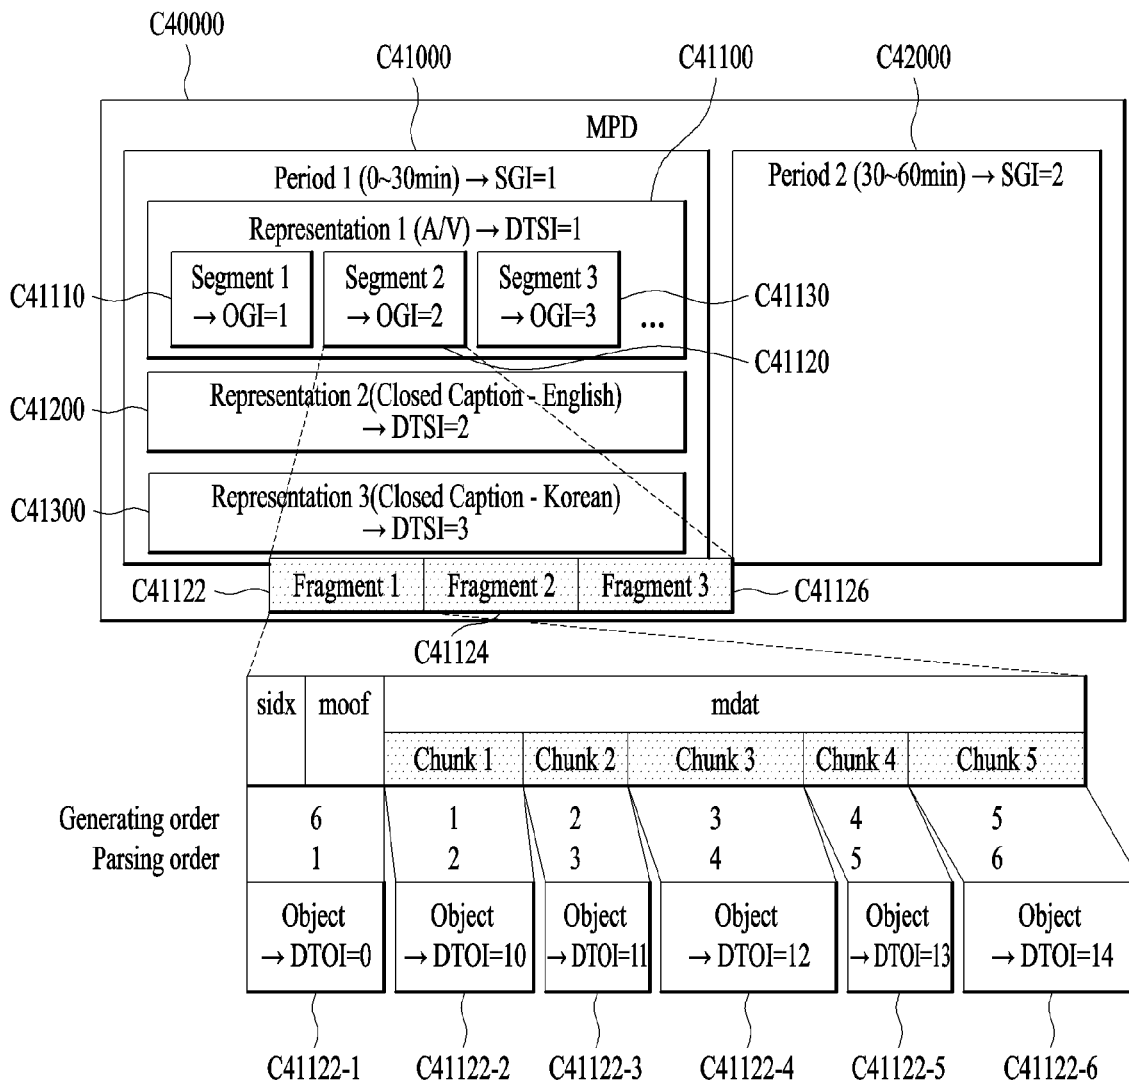 C40000
C41000
C41100
C42000
MPD
Period 1 (0~30min) → SGI=1
Period 2 (30~60min) → SGI=2
Representation 1 (A/V) → DTSI=1
Segment 1
→ OGI=1
Segment 2
→ OGI=2
Segment 3
→ OGI=3
...
C41110
C41130
C41120
Representation 2(Closed Caption - English)
→ DTSI=2
C41200
Representation 3(Closed Caption - Korean)
→ DTSI=3
C41300
C41122
Fragment 1
Fragment 2
Fragment 3
C41126
C41124
sidx
moof
mdat
Chunk 1
Chunk 2
Chunk 3
Chunk 4
Chunk 5
Generating order 6 1 2 3 4 5
Parsing order 1 2 3 4 5 6
Object
→ DTOI=0
Object
→ DTOI=10
Object
→ DTOI=11
Object
→ DTOI=12
Object
→ DTOI=13
Object
→ DTOI=14
C41122-1
C41122-2
C41122-3
C41122-4
C41122-5
C41122-6